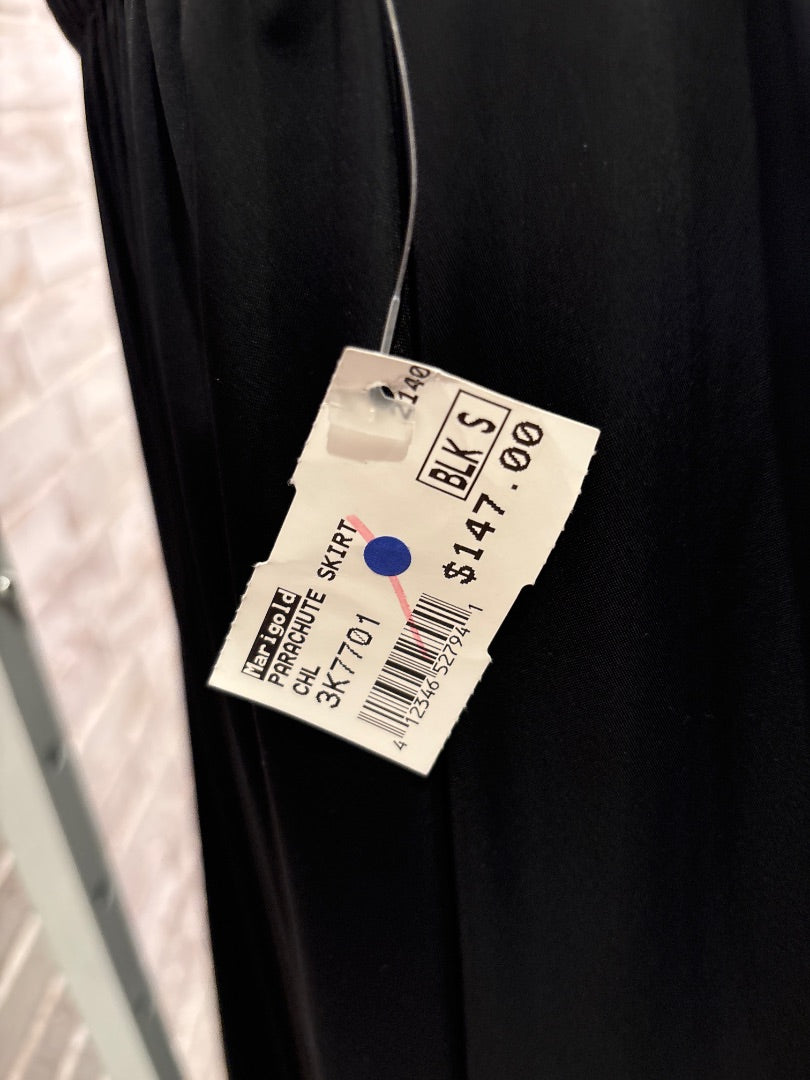 2140
BLK S
$147.00
Marigold
PARACHUTE SKIRT
CHL
3K7701
4 12346 52794 1